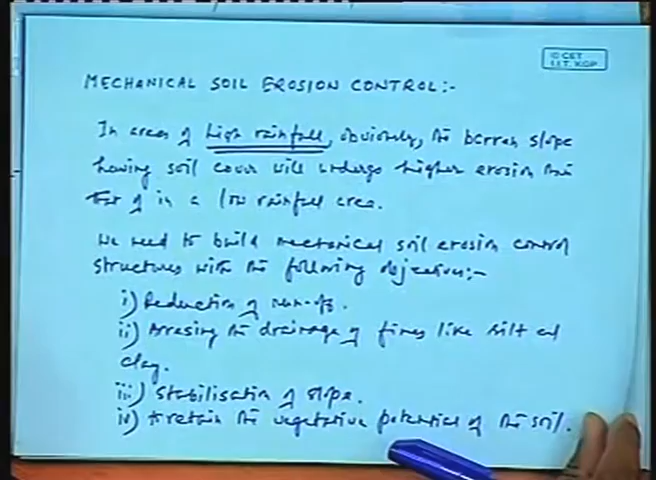 © CET
I.I.T. KGP
MECHANICAL SOIL EROSION CONTROL:-
In areas of high rainfall, obviously, the barren slope
having soil cover will undergo higher erosion than
that of in a low rainfall area.
We need to build mechanical soil erosion control
structures with the following objectives:-
i) Reduction of run-off.
ii) Arresing the drainage of fines like silt and
clay.
iii) Stabilisation of slope.
iv) retain the vegetative potential of the soil.